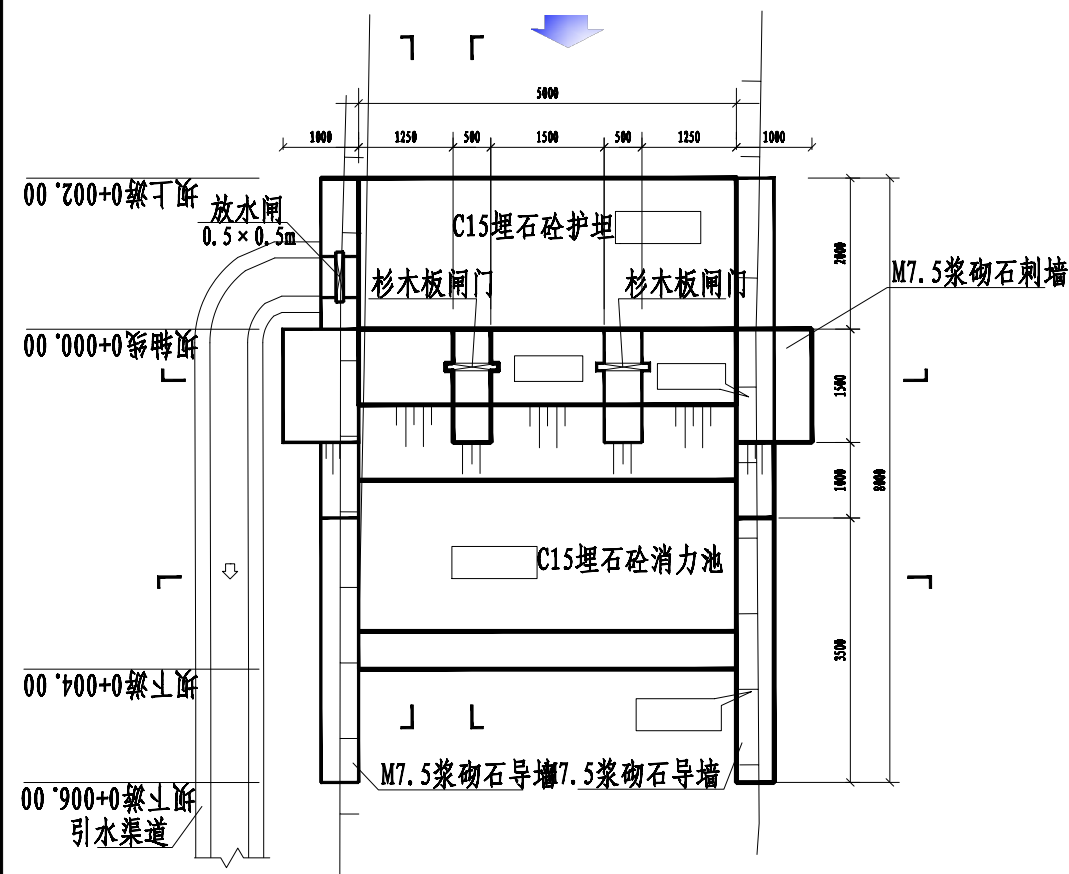 5000
1000
1250
500
1500
500
1250
1000
坝上游0+002.00
放水闸
0.5×0.5m
C15埋石砼护坦
2000
杉木板闸门
杉木板闸门
M7.5浆砌石刺墙
坝轴线0+000.00
1500
1000
8000
C15埋石砼消力池
3500
坝下游0+004.00
M7.5浆砌石导墙
7.5浆砌石导墙
坝下游0+006.00
引水渠道